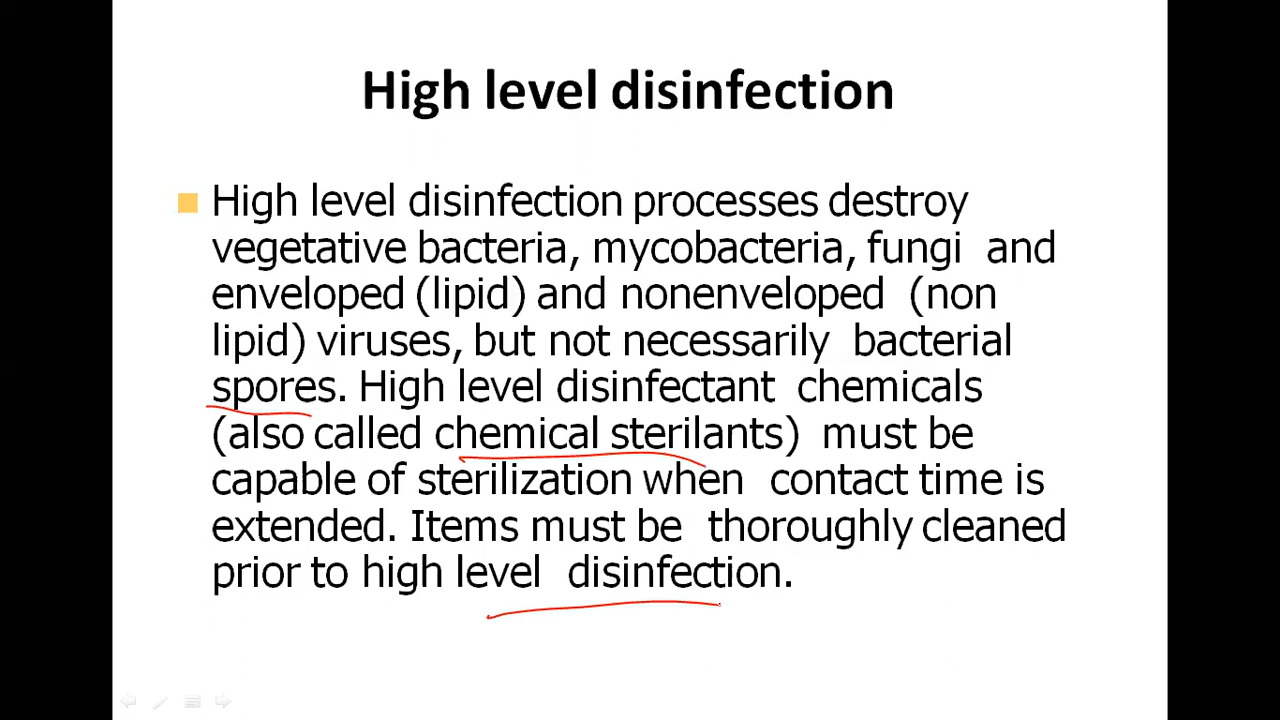 High level disinfection
High level disinfection processes destroy
vegetative bacteria, mycobacteria, fungi and
enveloped (lipid) and nonenveloped (non
lipid) viruses, but not necessarily bacterial
spores. High level disinfectant chemicals
(also called chemical sterilants) must be
capable of sterilization when contact time is
extended. Items must be thoroughly cleaned
prior to high level disinfection.